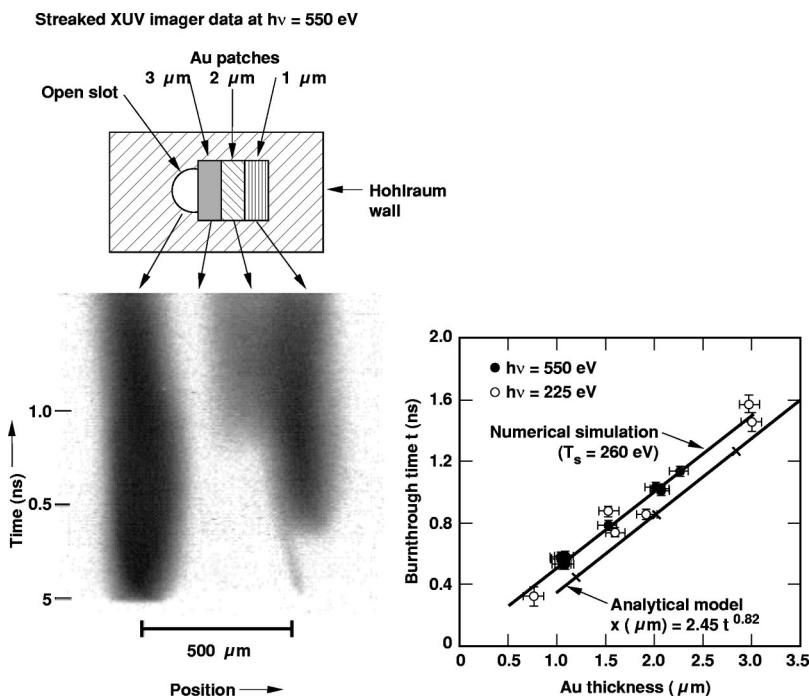 Streaked XUV imager data at hν = 550 eV
Au patches
3 μm 2 μm 1 μm
Open slot
Hohlraum
wall
Time (ns)
1.0
0.5
5
500 μm
Position
Burnthrough time t (ns)
2.0
1.6
1.2
0.8
0.4
0
hν = 550 eV
hν = 225 eV
Numerical simulation
(Ts = 260 eV)
Analytical model
x (μm) = 2.45 t^0.82
0 0.5 1.0 1.5 2.0 2.5 3.0 3.5
Au thickness (μm)